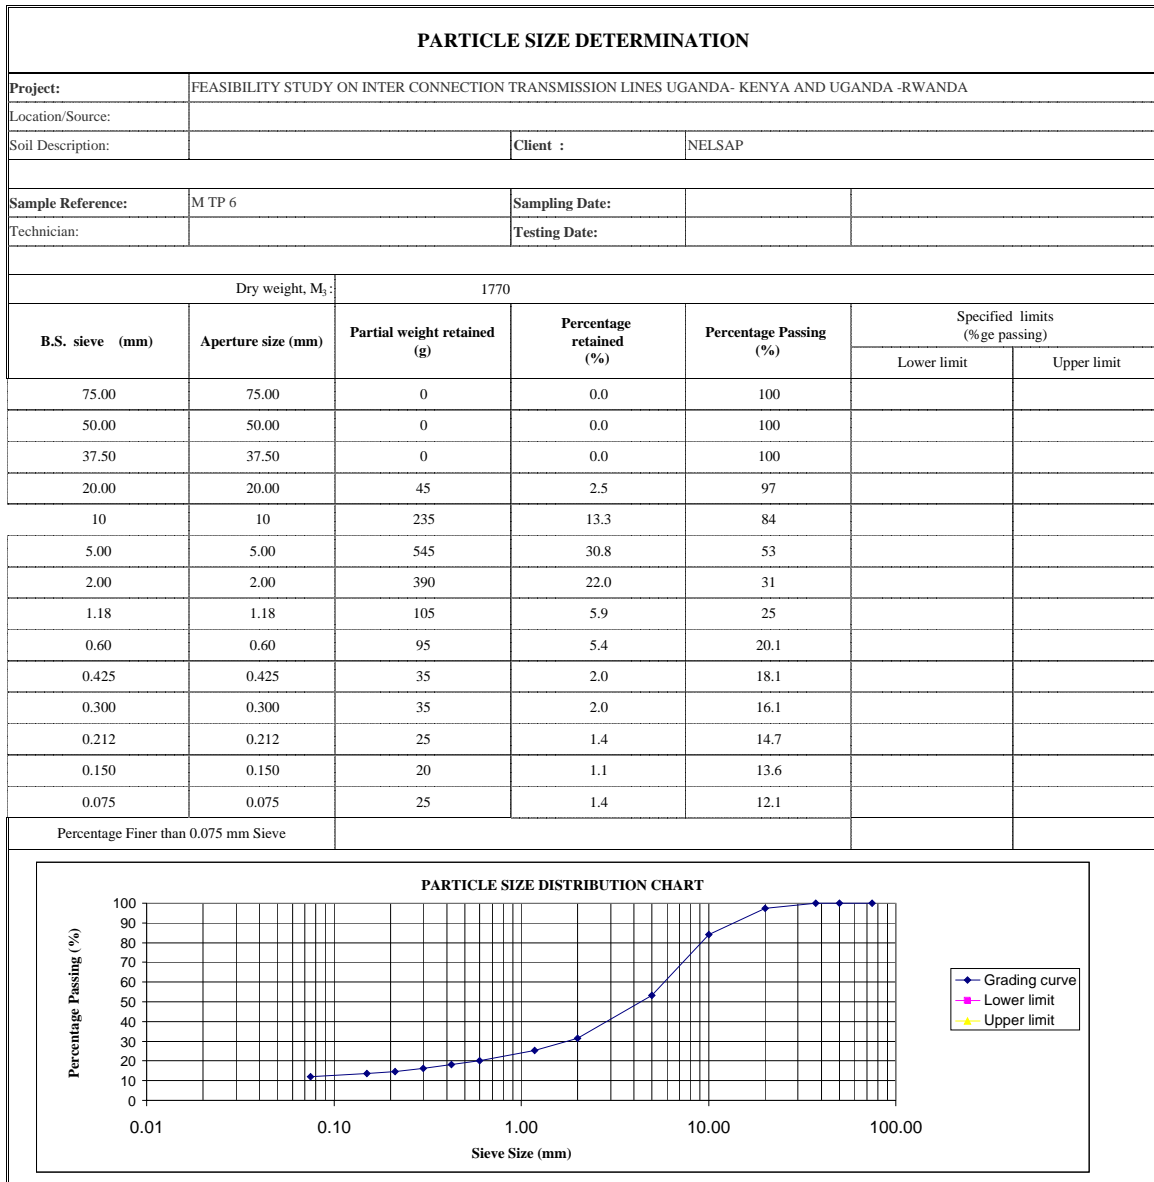 PARTICLE SIZE DETERMINATION
Project: FEASIBILITY STUDY ON INTER CONNECTION TRANSMISSION LINES UGANDA- KENYA AND UGANDA -RWANDA
Location/Source:
Soil Description: Client : NELSAP
Sample Reference: M TP 6 Sampling Date:
Technician: Testing Date:
Dry weight, M3: 1770
B.S. sieve (mm) Aperture size (mm) Partial weight retained (g) Percentage retained (%) Percentage Passing (%) Specified limits (%ge passing)
Lower limit Upper limit
75.00 75.00 0 0.0 100
50.00 50.00 0 0.0 100
37.50 37.50 0 0.0 100
20.00 20.00 45 2.5 97
10 10 235 13.3 84
5.00 5.00 545 30.8 53
2.00 2.00 390 22.0 31
1.18 1.18 105 5.9 25
0.60 0.60 95 5.4 20.1
0.425 0.425 35 2.0 18.1
0.300 0.300 35 2.0 16.1
0.212 0.212 25 1.4 14.7
0.150 0.150 20 1.1 13.6
0.075 0.075 25 1.4 12.1
Percentage Finer than 0.075 mm Sieve
PARTICLE SIZE DISTRIBUTION CHART
Percentage Passing (%)
100
90
80
70
60
50
40
30
20
10
0
0.01 0.10 1.00 10.00 100.00
Sieve Size (mm)
Grading curve
Lower limit
Upper limit